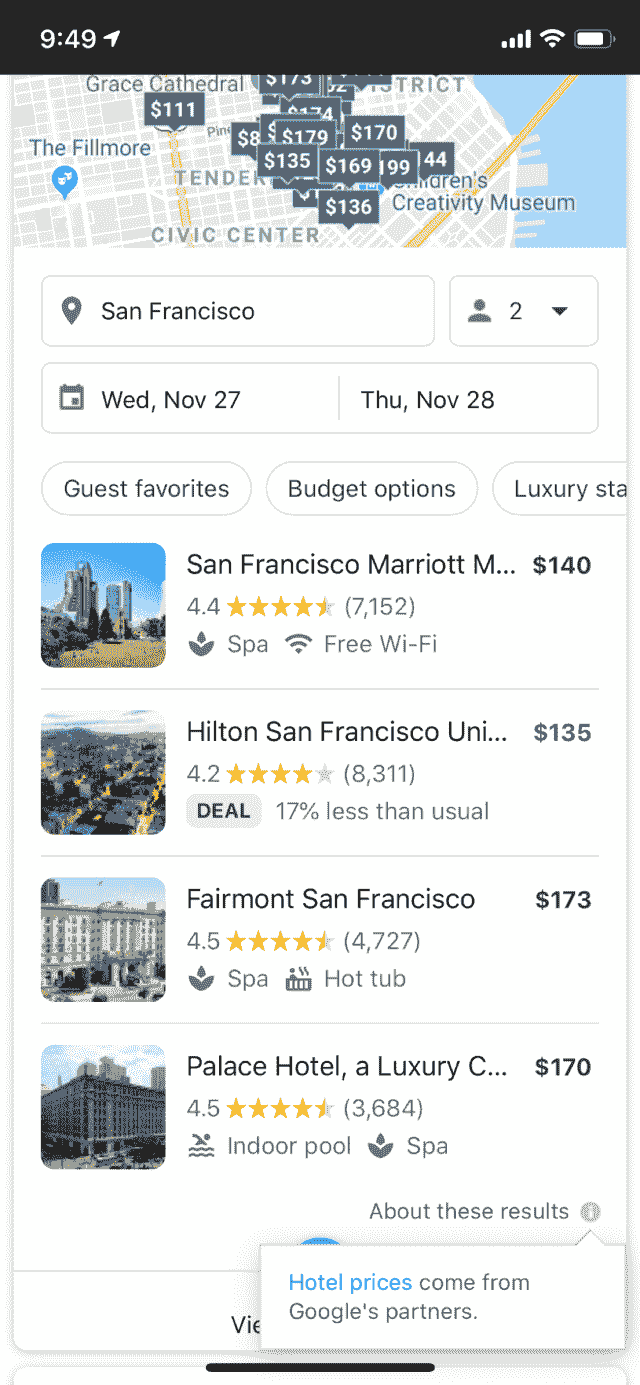 9:49
Grace Cathedral
$173
$111
$174
$8
$179
$170
The Fillmore
$135
$169
199
44
TENDER
Children's
Creativity Museum
$136
CIVIC CENTER
San Francisco
2
Wed, Nov 27
Thu, Nov 28
Guest favorites
Budget options
Luxury sta
San Francisco Marriott M... $140
4.4 (7,152)
Spa Free Wi-Fi
Hilton San Francisco Uni... $135
4.2 (8,311)
DEAL 17% less than usual
Fairmont San Francisco $173
4.5 (4,727)
Spa Hot tub
Palace Hotel, a Luxury C... $170
4.5 (3,684)
Indoor pool Spa
About these results
Hotel prices come from
Google's partners.
Vie